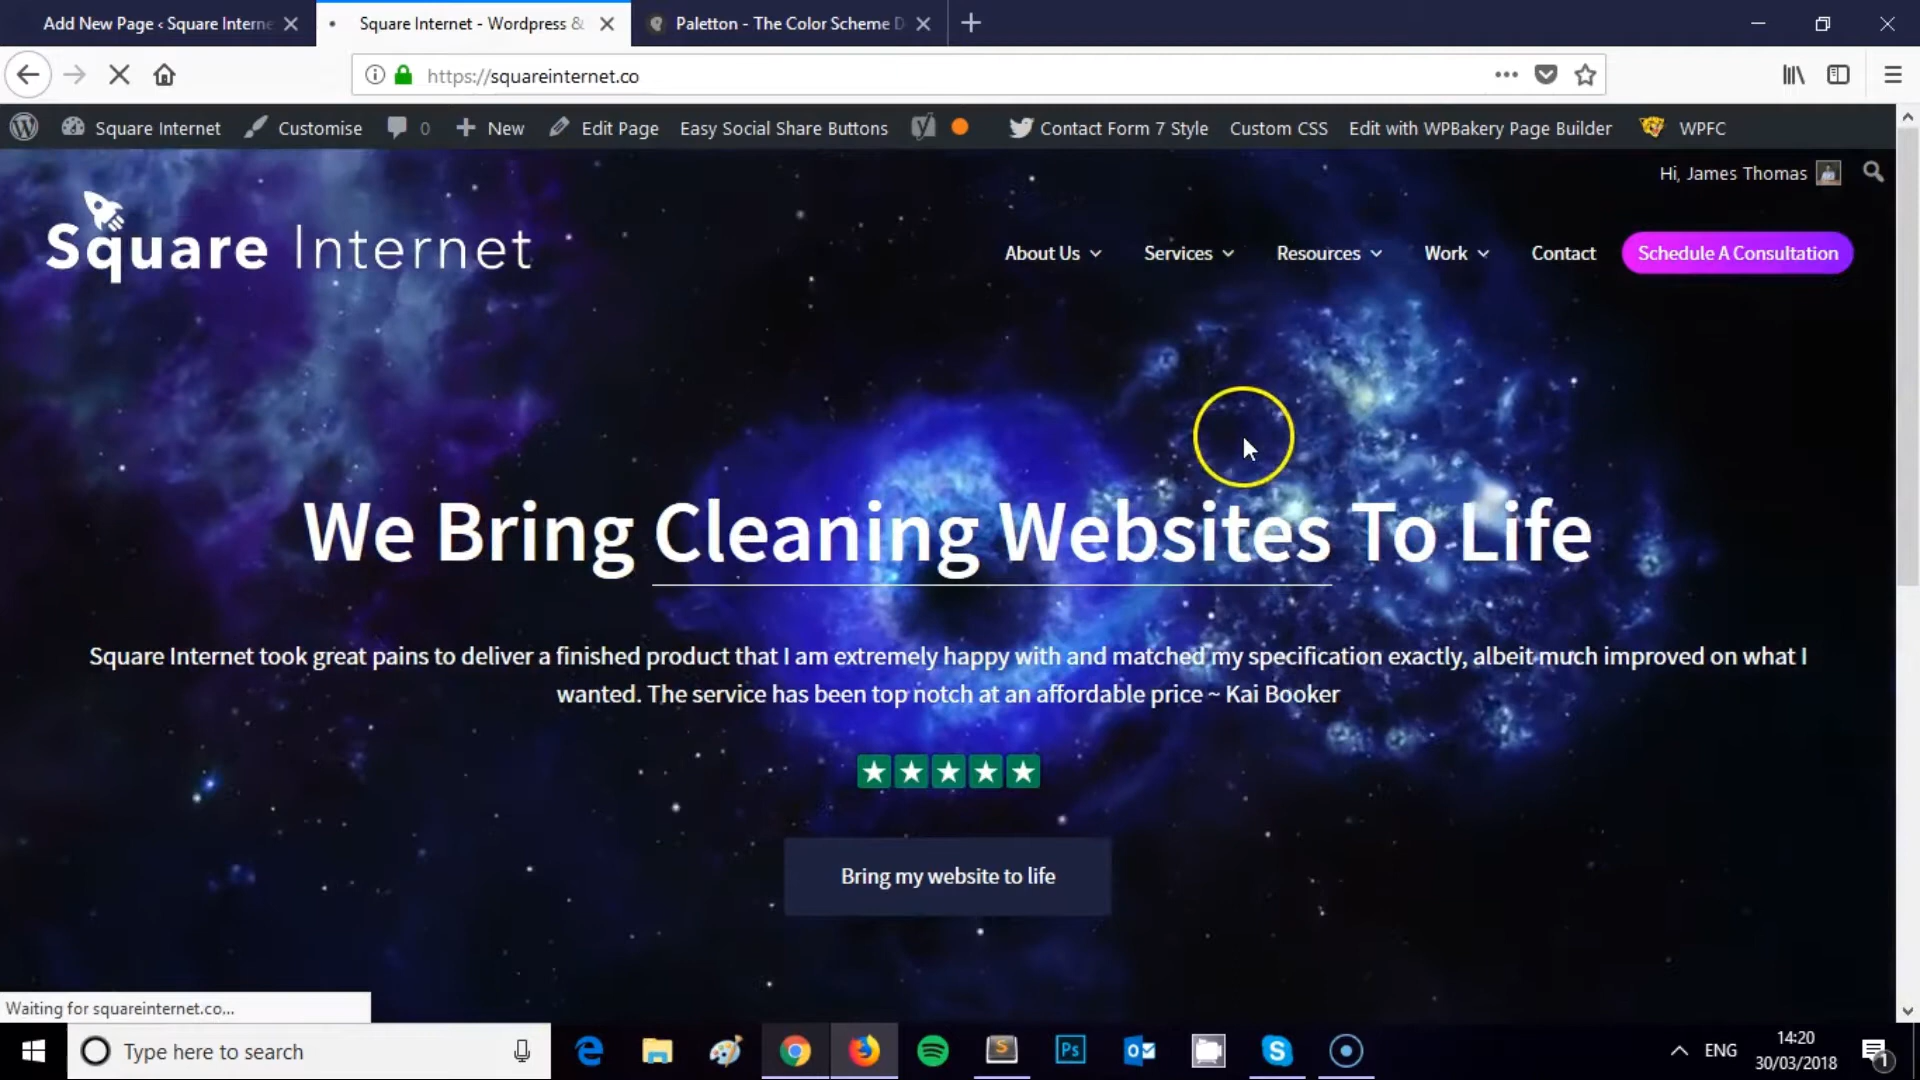 Add New Page ‹ Square Interne
Square Internet - Wordpress &
Paletton - The Color Scheme D
https://squareinternet.co
Square Internet
Customise
0
New
Edit Page
Easy Social Share Buttons
Contact Form 7 Style
Custom CSS
Edit with WPBakery Page Builder
WPFC
Hi, James Thomas
Square Internet
About Us
Services
Resources
Work
Contact
Schedule A Consultation
We Bring Cleaning Websites To Life
Square Internet took great pains to deliver a finished product that I am extremely happy with and matched my specification exactly, albeit much improved on what I
wanted. The service has been top notch at an affordable price ~ Kai Booker
Bring my website to life
Waiting for squareinternet.co...
Type here to search
Ps
ENG
14:20
30/03/2018
1